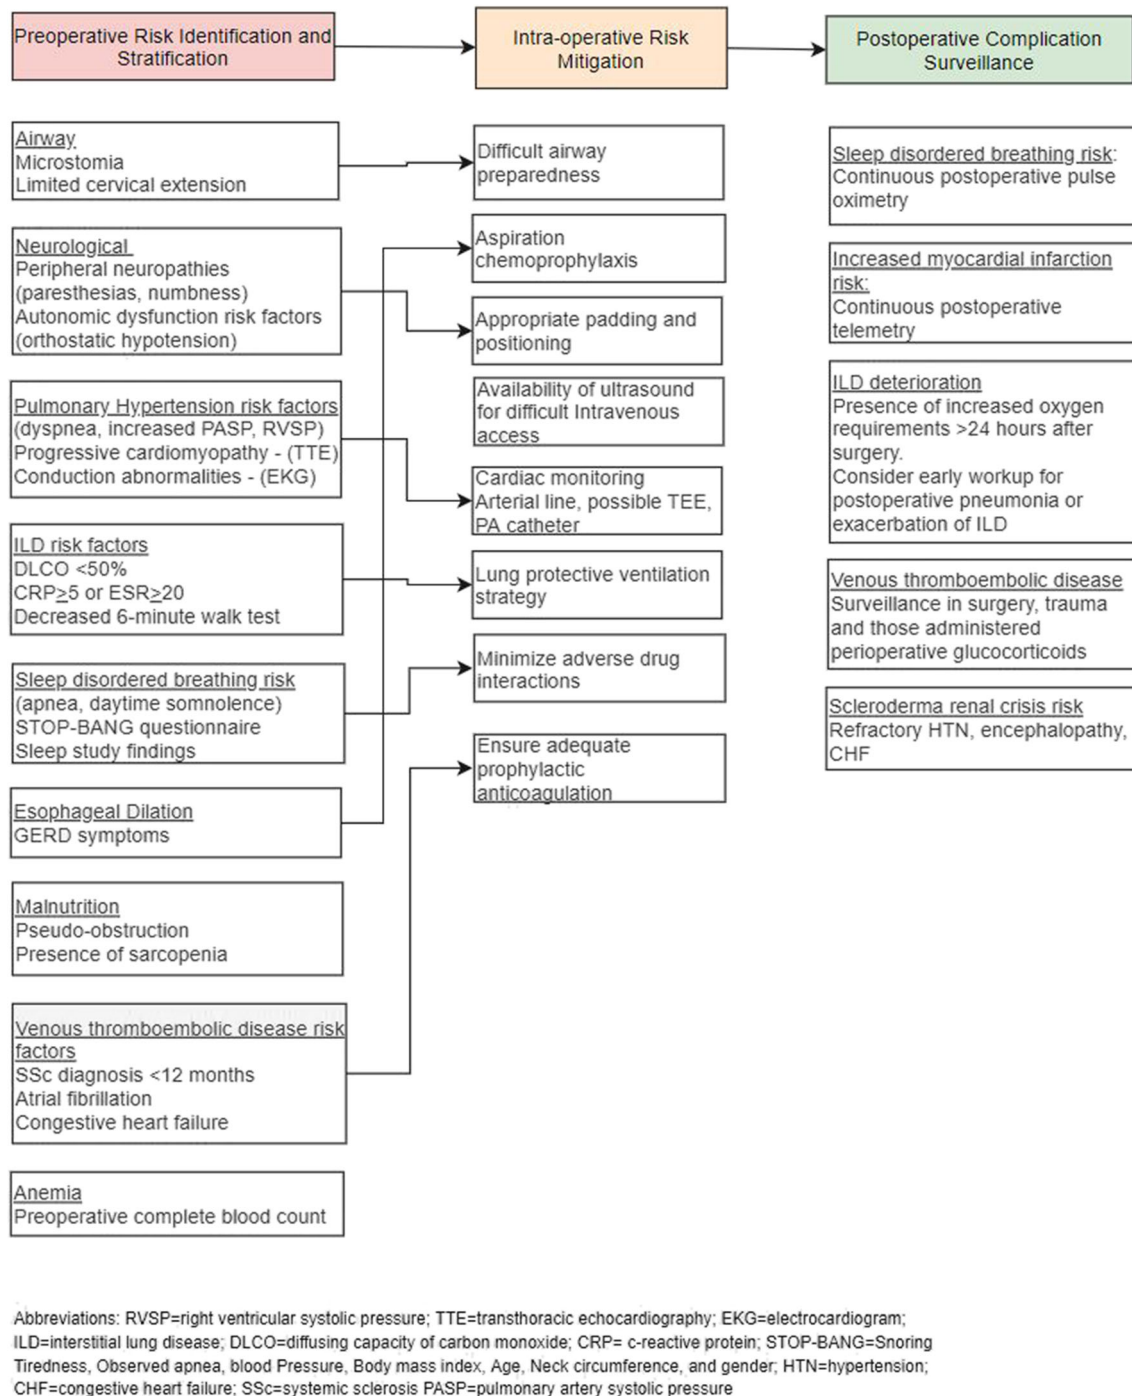 Preoperative Risk Identification and
Stratification
Intra-operative Risk
Mitigation
Postoperative Complication
Surveillance
Airway
Microstomia
Limited cervical extension
Neurological
Peripheral neuropathies
(paresthesias, numbness)
Autonomic dysfunction risk factors
(orthostatic hypotension)
Pulmonary Hypertension risk factors
(dyspnea, increased PASP, RVSP)
Progressive cardiomyopathy - (TTE)
Conduction abnormalities - (EKG)
ILD risk factors
DLCO <50%
CRP≥5 or ESR≥20
Decreased 6-minute walk test
Sleep disordered breathing risk
(apnea, daytime somnolence)
STOP-BANG questionnaire
Sleep study findings
Esophageal Dilation
GERD symptoms
Malnutrition
Pseudo-obstruction
Presence of sarcopenia
Venous thromboembolic disease risk
factors
SSc diagnosis <12 months
Atrial fibrillation
Congestive heart failure
Anemia
Preoperative complete blood count
Difficult airway
preparedness
Aspiration
chemoprophylaxis
Appropriate padding and
positioning
Availability of ultrasound
for difficult Intravenous
access
Cardiac monitoring
Arterial line, possible TEE,
PA catheter
Lung protective ventilation
strategy
Minimize adverse drug
interactions
Ensure adequate
prophylactic
anticoagulation
Sleep disordered breathing risk:
Continuous postoperative pulse
oximetry
Increased myocardial infarction
risk:
Continuous postoperative
telemetry
ILD deterioration
Presence of increased oxygen
requirements >24 hours after
surgery.
Consider early workup for
postoperative pneumonia or
exacerbation of ILD
Venous thromboembolic disease
Surveillance in surgery, trauma
and those administered
perioperative glucocorticoids
Scleroderma renal crisis risk
Refractory HTN, encephalopathy,
CHF
Abbreviations: RVSP=right ventricular systolic pressure; TTE=transthoracic echocardiography; EKG=electrocardiogram;
ILD=interstitial lung disease; DLCO=diffusing capacity of carbon monoxide; CRP= c-reactive protein; STOP-BANG=Snoring
Tiredness, Observed apnea, blood Pressure, Body mass index, Age, Neck circumference, and gender; HTN=hypertension;
CHF=congestive heart failure; SSc=systemic sclerosis PASP=pulmonary artery systolic pressure